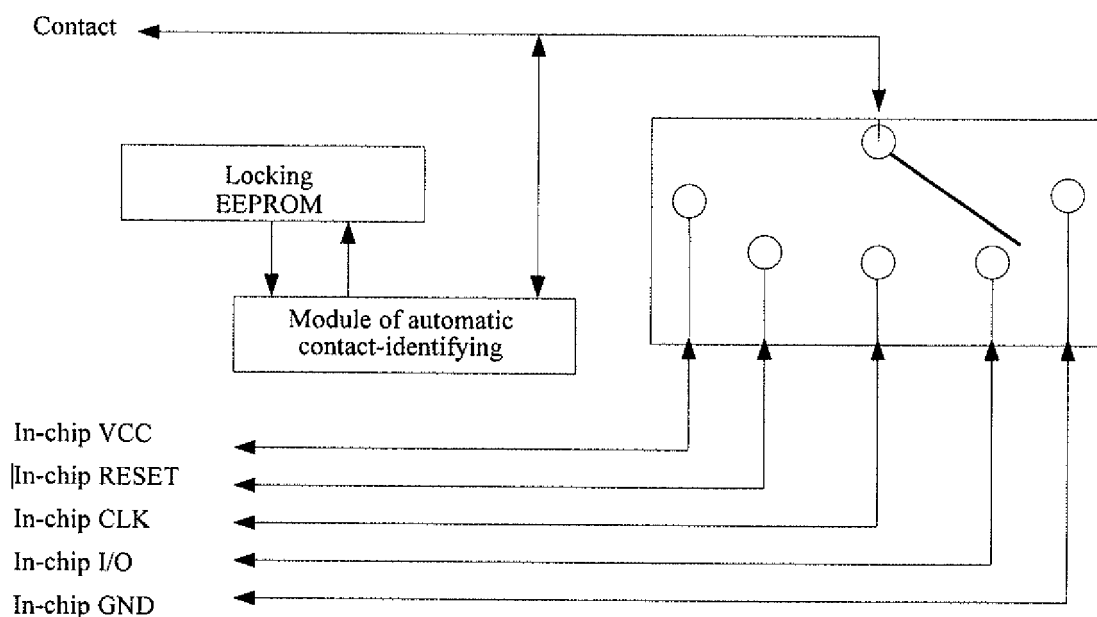 Contact
Locking
EEPROM
Module of automatic
contact-identifying
In-chip VCC
In-chip RESET
In-chip CLK
In-chip I/O
In-chip GND